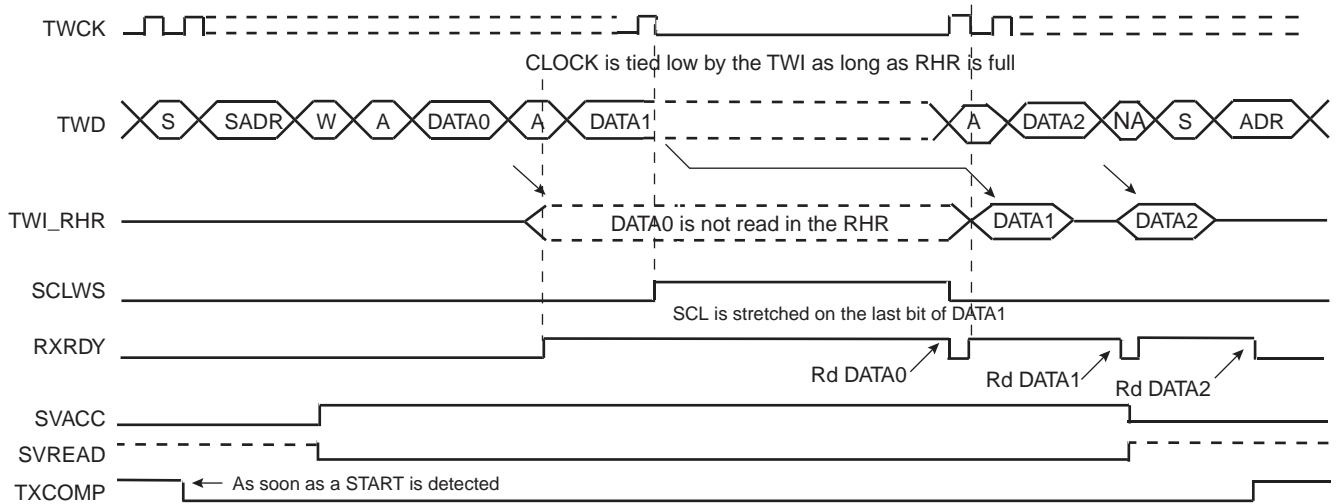 TWCK
CLOCK is tied low by the TWI as long as RHR is full
TWD S SADR W A DATA0 A DATA1 A DATA2 NA S ADR
TWI_RHR DATA0 is not read in the RHR DATA1 DATA2
SCLWS
SCL is stretched on the last bit of DATA1
RXRDY
Rd DATA0 Rd DATA1 Rd DATA2
SVACC
SVREAD
TXCOMP As soon as a START is detected